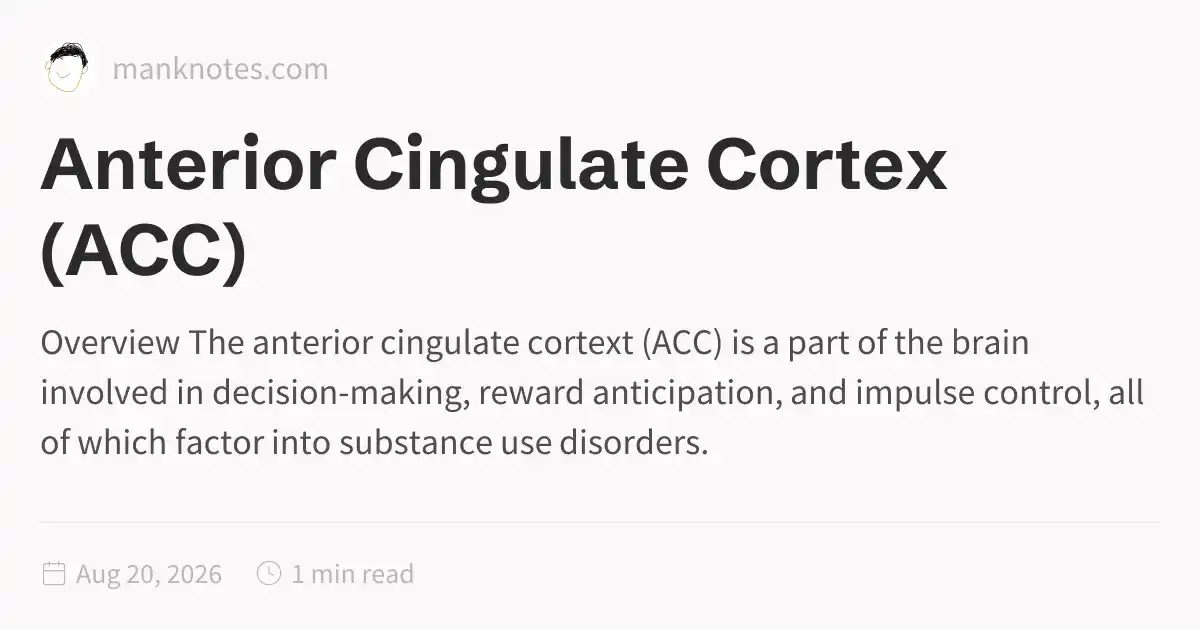 manknotes.com
Anterior Cingulate Cortex
(ACC)
Overview The anterior cingulate cortext (ACC) is a part of the brain
involved in decision-making, reward anticipation, and impulse control, all
of which factor into substance use disorders.
Aug 20, 2026 1 min read